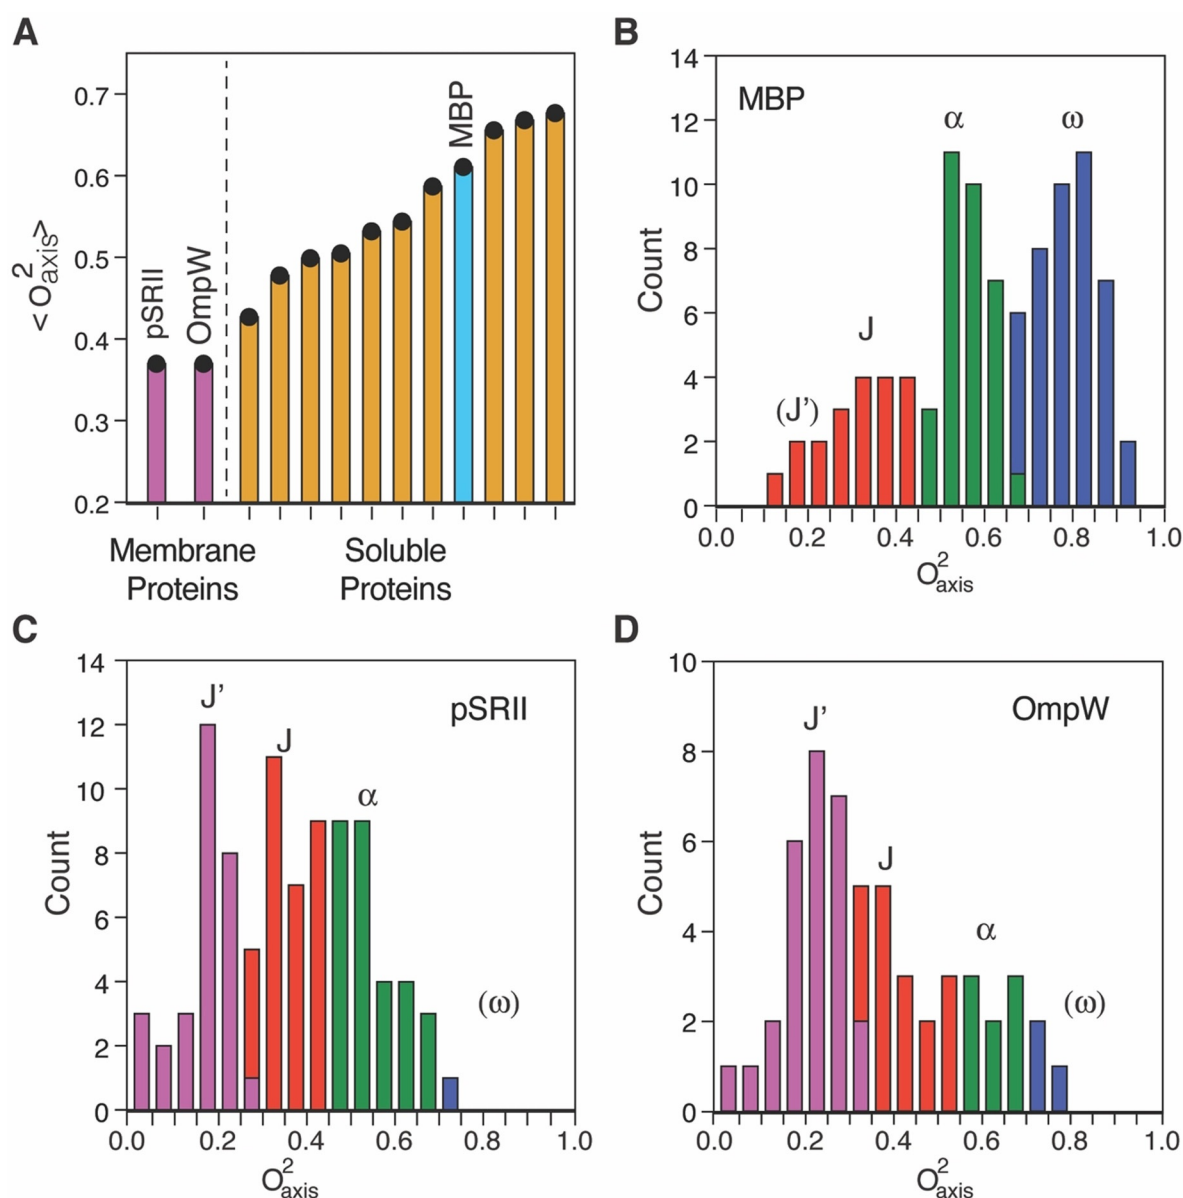 A
<O²axis>
0.7
0.6
0.5
0.4
0.3
0.2
pSRII
OmpW
MBP
Membrane
Proteins
Soluble
Proteins
B
Count
14
12
10
8
6
4
2
0
MBP
(J’)
J
α
ω
0.0 0.2 0.4 0.6 0.8 1.0
O²axis
C
Count
14
12
10
8
6
4
2
0
J’
J
α
(ω)
pSRII
0.0 0.2 0.4 0.6 0.8 1.0
O²axis
D
Count
10
8
6
4
2
0
J’
J
α
(ω)
OmpW
0.0 0.2 0.4 0.6 0.8 1.0
O²axis